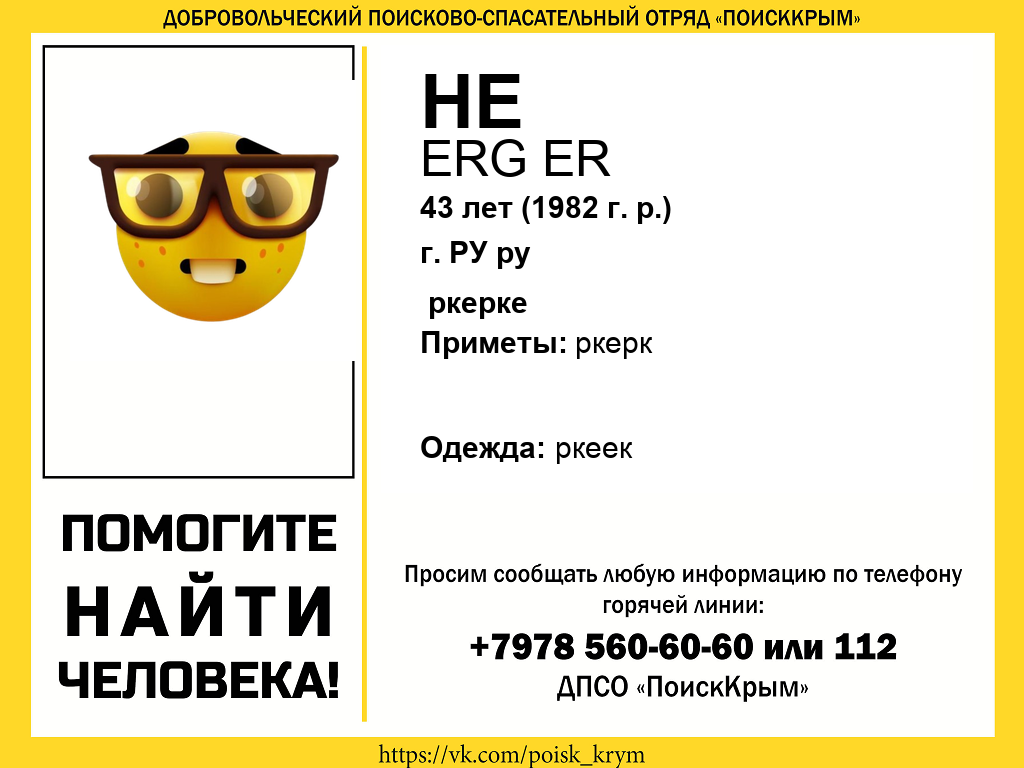 ДОБРОВОЛЬЧЕСКИЙ ПОИСКОВО-СПАСАТЕЛЬНЫЙ ОТРЯД «ПОИСККРЫМ»
НЕ
ERG ER
43 лет (1982 г. р.)
г. РУ ру
ркерке
Приметы: ркерк
Одежда: ркеек
ПОМОГИТЕ
НАЙТИ
ЧЕЛОВЕКА!
Просим сообщать любую информацию по телефону
горячей линии:
+7978 560-60-60 или 112
ДПСО «ПоискКрым»
https://vk.com/poisk_krym